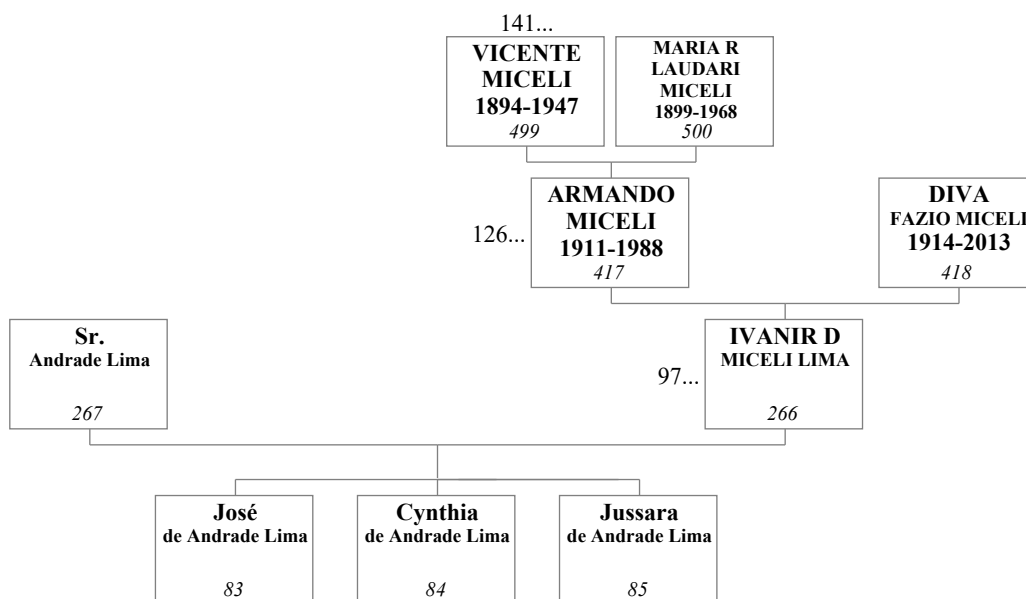 141...
VICENTE
MICELI
1894-1947
499
MARIA R
LAUDARI
MICELI
1899-1968
500
126...
ARMANDO
MICELI
1911-1988
417
DIVA
FAZIO MICELI
1914-2013
418
Sr.
Andrade Lima
267
97...
IVANIR D
MICELI LIMA
266
José
de Andrade Lima
83
Cynthia
de Andrade Lima
84
Jussara
de Andrade Lima
85